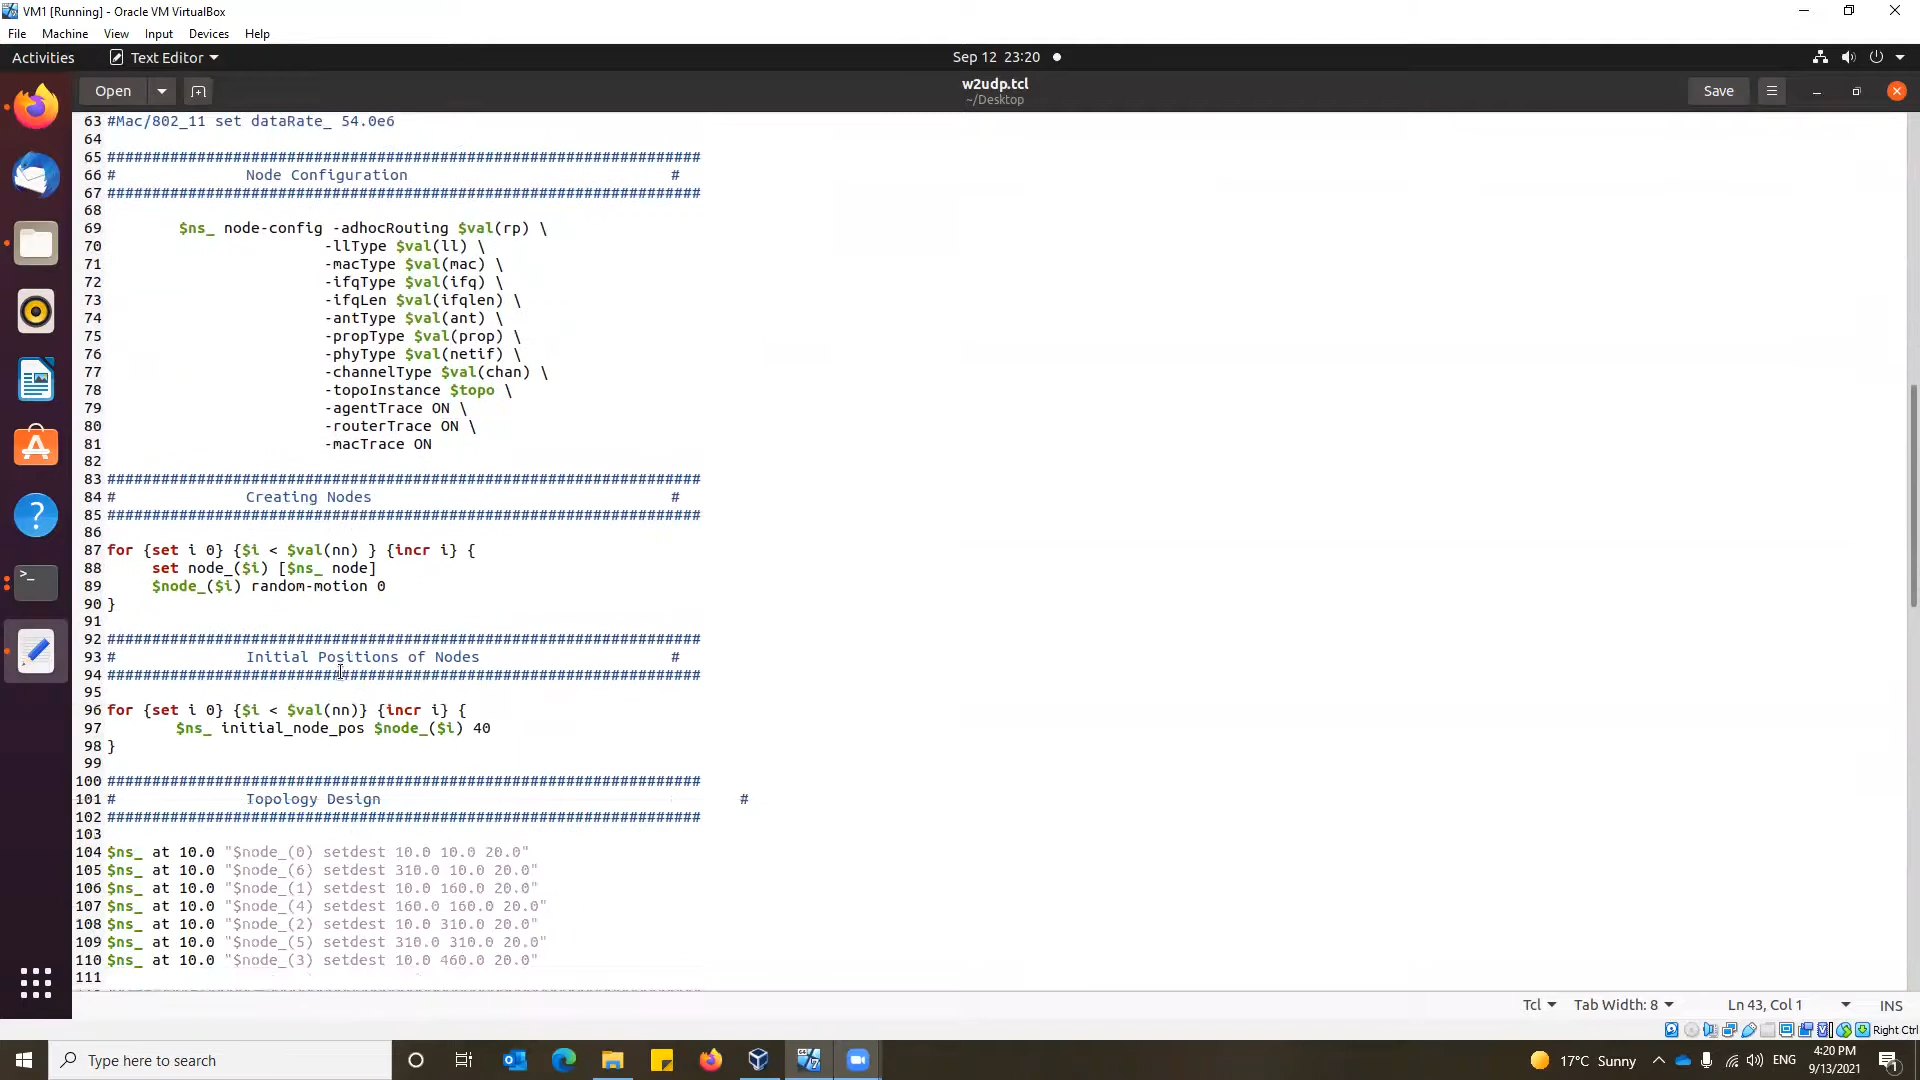 VM1 [Running] - Oracle VM VirtualBox
File Machine View Input Devices Help
Activities Text Editor Sep 12 23:20
Open w2udp.tcl Save
~/Desktop
63 #Mac/802_11 set dataRate_ 54.0e6
64
65 ##################################################################
66 # Node Configuration #
67 ##################################################################
68
69 $ns_ node-config -adhocRouting $val(rp) \
70 -llType $val(ll) \
71 -macType $val(mac) \
72 -ifqType $val(ifq) \
73 -ifqLen $val(ifqlen) \
74 -antType $val(ant) \
75 -propType $val(prop) \
76 -phyType $val(netif) \
77 -channelType $val(chan) \
78 -topoInstance $topo \
79 -agentTrace ON \
80 -routerTrace ON \
81 -macTrace ON
82
83 ##################################################################
84 # Creating Nodes #
85 ##################################################################
86
87 for {set i 0} {$i < $val(nn) } {incr i} {
88 set node_($i) [$ns_ node]
89 $node_($i) random-motion 0
90 }
91
92 ##################################################################
93 # Initial Positions of Nodes #
94 ##################################################################
95
96 for {set i 0} {$i < $val(nn)} {incr i} {
97 $ns_ initial_node_pos $node_($i) 40
98 }
99
100 ##################################################################
101 # Topology Design #
102 ##################################################################
103
104 $ns_ at 10.0 "$node_(0) setdest 10.0 10.0 20.0"
105 $ns_ at 10.0 "$node_(6) setdest 310.0 10.0 20.0"
106 $ns_ at 10.0 "$node_(1) setdest 10.0 160.0 20.0"
107 $ns_ at 10.0 "$node_(4) setdest 160.0 160.0 20.0"
108 $ns_ at 10.0 "$node_(2) setdest 10.0 310.0 20.0"
109 $ns_ at 10.0 "$node_(5) setdest 310.0 310.0 20.0"
110 $ns_ at 10.0 "$node_(3) setdest 10.0 460.0 20.0"
111
Tcl Tab Width: 8 Ln 43, Col 1 INS
Right Ctrl
Type here to search 17°C Sunny ENG 4:20 PM
9/13/2021